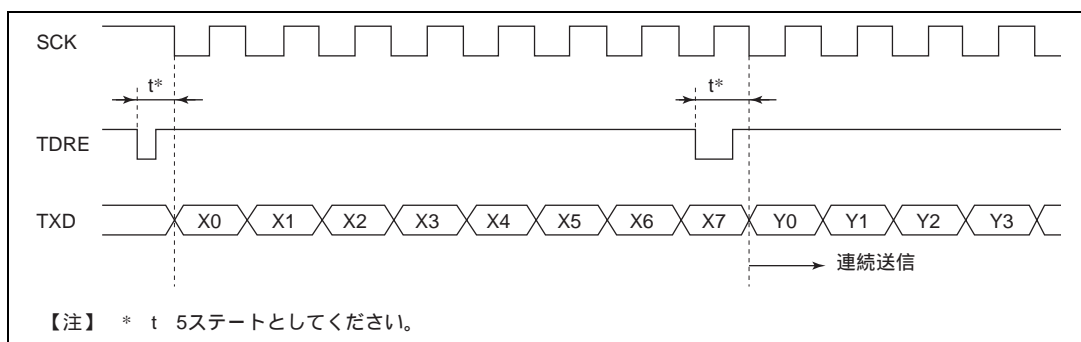 SCK
t* t*
TDRE
TXD X0 X1 X2 X3 X4 X5 X6 X7 Y0 Y1 Y2 Y3
連続送信
【注】 * t 5ステートとしてください。